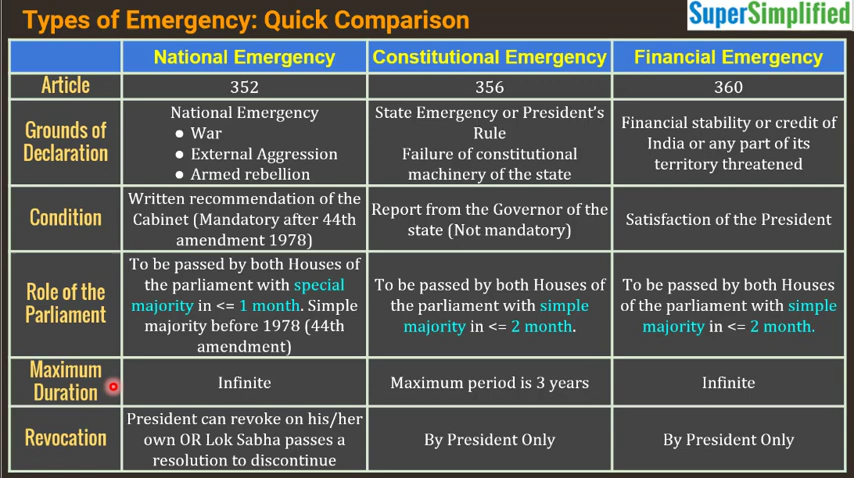 Types of Emergency: Quick Comparison
SuperSimplified
National Emergency
Constitutional Emergency
Financial Emergency
Article
352
356
360
Grounds of
Declaration
National Emergency
● War
● External Aggression
● Armed rebellion
State Emergency or President's
Rule
Failure of constitutional
machinery of the state
Financial stability or credit of
India or any part of its
territory threatened
Condition
Written recommendation of the
Cabinet (Mandatory after 44th
amendment 1978)
Report from the Governor of the
state (Not mandatory)
Satisfaction of the President
Role of the
Parliament
To be passed by both Houses of
the parliament with special
majority in <= 1 month. Simple
majority before 1978 (44th
amendment)
To be passed by both Houses of
the parliament with simple
majority in <= 2 month.
To be passed by both Houses
of the parliament with simple
majority in <= 2 month.
Maximum
Duration
Infinite
Maximum period is 3 years
Infinite
Revocation
President can revoke on his/her
own OR Lok Sabha passes a
resolution to discontinue
By President Only
By President Only